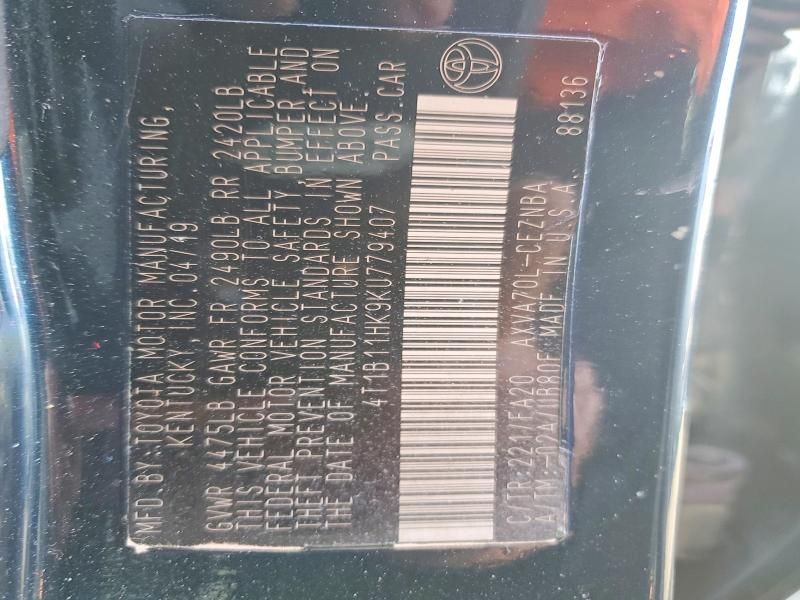 MFD.BY:TOYOTA MOTOR MANUFACTURING,
KENTUCKY, INC.04/19
GVWR 4475LB GAWR FR 2490LB RR 2420LB
THIS VEHICLE CONFORMS TO ALL APPLICABLE
FEDERAL MOTOR VEHICLE SAFETY, BUMPER AND
THEFT PREVENTION STANDARDS IN EFFECT ON
THE DATE OF MANUFACTURE SHOWN ABOVE.
4T1B11HK9KU779407 PASS.CAR
C/TR:221/FA20 AXVA70L-CEZNBA
A/TM:-02A/UB80F MADE IN U.S.A.
88136